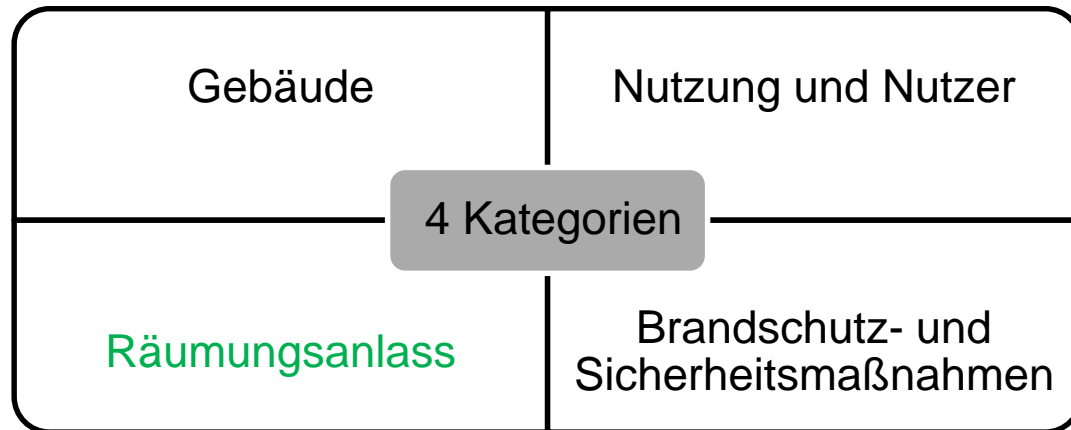 Gebäude
Nutzung und Nutzer
4 Kategorien
Räumungsanlass
Brandschutz- und
Sicherheitsmaßnahmen